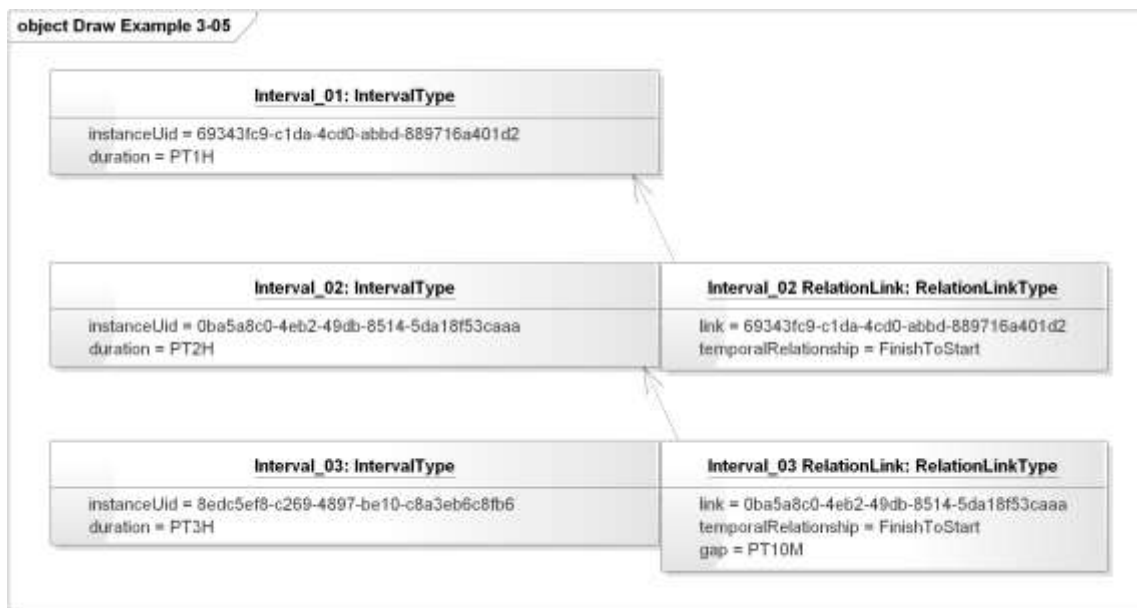 object Draw Example 3-05
Interval_01: IntervalType
instanceUid = 69343fc9-c1da-4cd0-abbd-889716a401d2
duration = PT1H
Interval_02: IntervalType
instanceUid = 0ba5a8c0-4eb2-49db-8514-5da18f53caaa
duration = PT2H
Interval_02 RelationLink: RelationLinkType
link = 69343fc9-c1da-4cd0-abbd-889716a401d2
temporalRelationship = FinishToStart
Interval_03: IntervalType
instanceUid = 8edc5ef8-c269-4897-be10-c8a3eb6c8fb6
duration = PT3H
Interval_03 RelationLink: RelationLinkType
link = 0ba5a8c0-4eb2-49db-8514-5da18f53caaa
temporalRelationship = FinishToStart
gap = PT10M